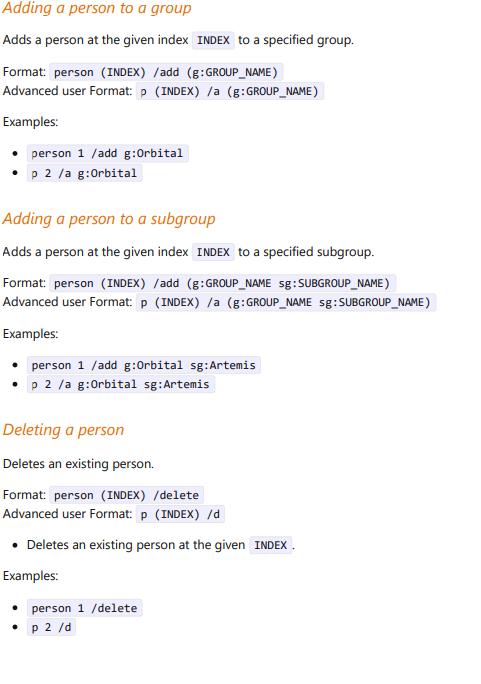 Adding a person to a group
Adds a person at the given index INDEX to a specified group.
Format: person (INDEX) /add (g:GROUP_NAME)
Advanced user Format: p (INDEX) /a (g:GROUP_NAME)
Examples:
• person 1 /add g:Orbital
• p 2 /a g:Orbital
Adding a person to a subgroup
Adds a person at the given index INDEX to a specified subgroup.
Format: person (INDEX) /add (g:GROUP_NAME sg:SUBGROUP_NAME)
Advanced user Format: p (INDEX) /a (g:GROUP_NAME sg:SUBGROUP_NAME)
Examples:
• person 1 /add g:Orbital sg:Artemis
• p 2 /a g:Orbital sg:Artemis
Deleting a person
Deletes an existing person.
Format: person (INDEX) /delete
Advanced user Format: p (INDEX) /d
• Deletes an existing person at the given INDEX.
Examples:
• person 1 /delete
• p 2 /d